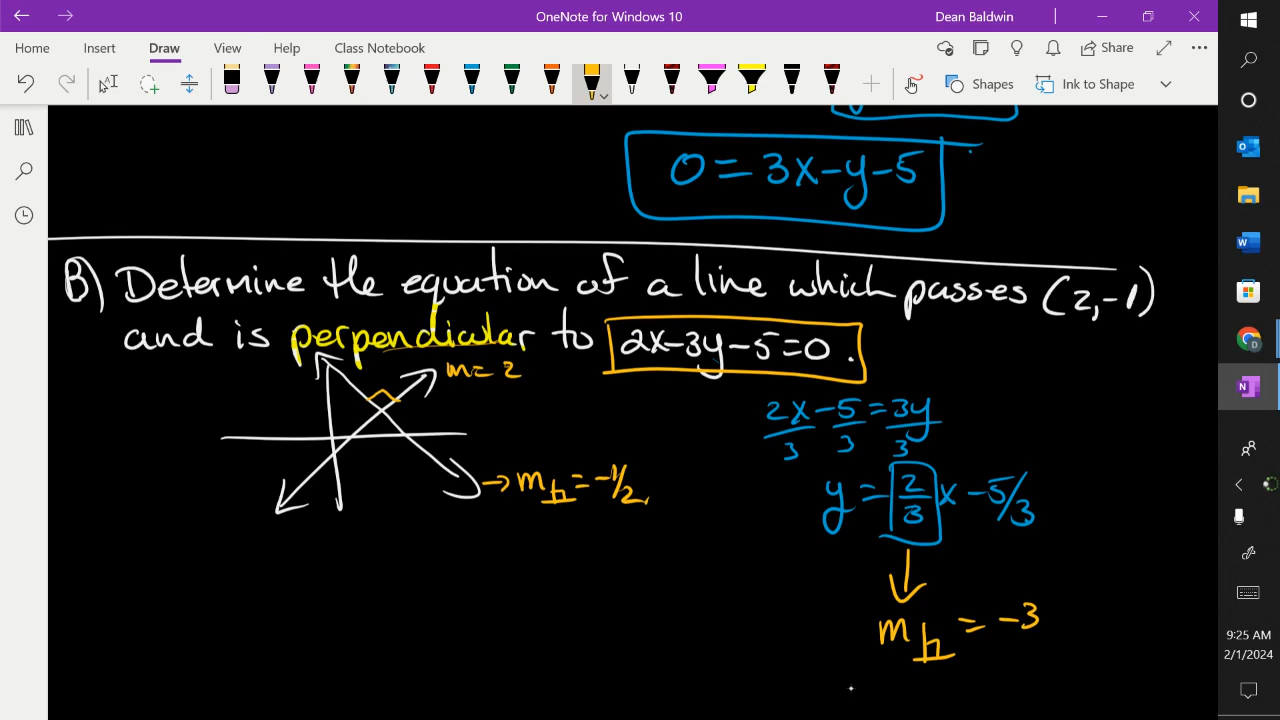 OneNote for Windows 10
Dean Baldwin
Home Insert Draw View Help Class Notebook
Share
Shapes
Ink to Shape
0 = 3x-y-5
B) Determine the equation of a line which passes (2,-1)
and is perpendicular to 2x-3y-5=0.
m= 2
2x/3 - 5/3 = 3y/3
→ m⊥ = -1/2
y = 2/3 x - 5/3
m⊥ = -3
9:25 AM
2/1/2024